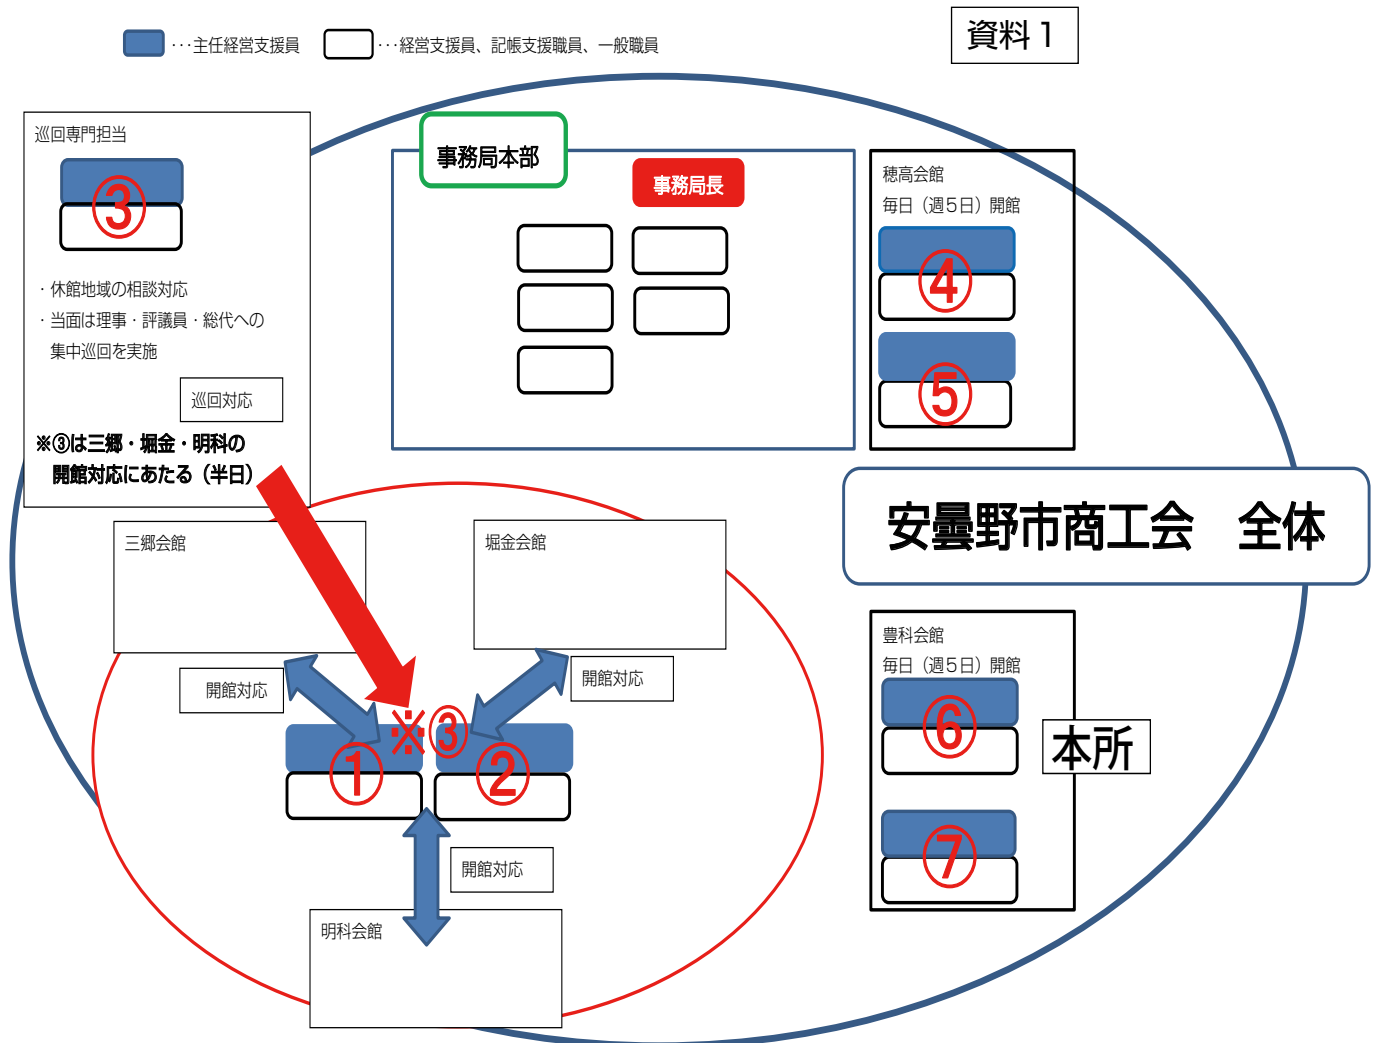 ･･･主任経営支援員
･･･経営支援員、記帳支援職員、一般職員
資料１
巡回専門担当
③
・休館地域の相談対応
・当面は理事・評議員・総代への
集中巡回を実施
巡回対応
※③は三郷・堀金・明科の
開館対応にあたる（半日）
事務局本部
事務局長
穂高会館
毎日（週５日）開館
④
⑤
安曇野市商工会　全体
三郷会館
堀金会館
開館対応
開館対応
※③
①
②
開館対応
明科会館
豊科会館
毎日（週５日）開館
⑥
本所
⑦